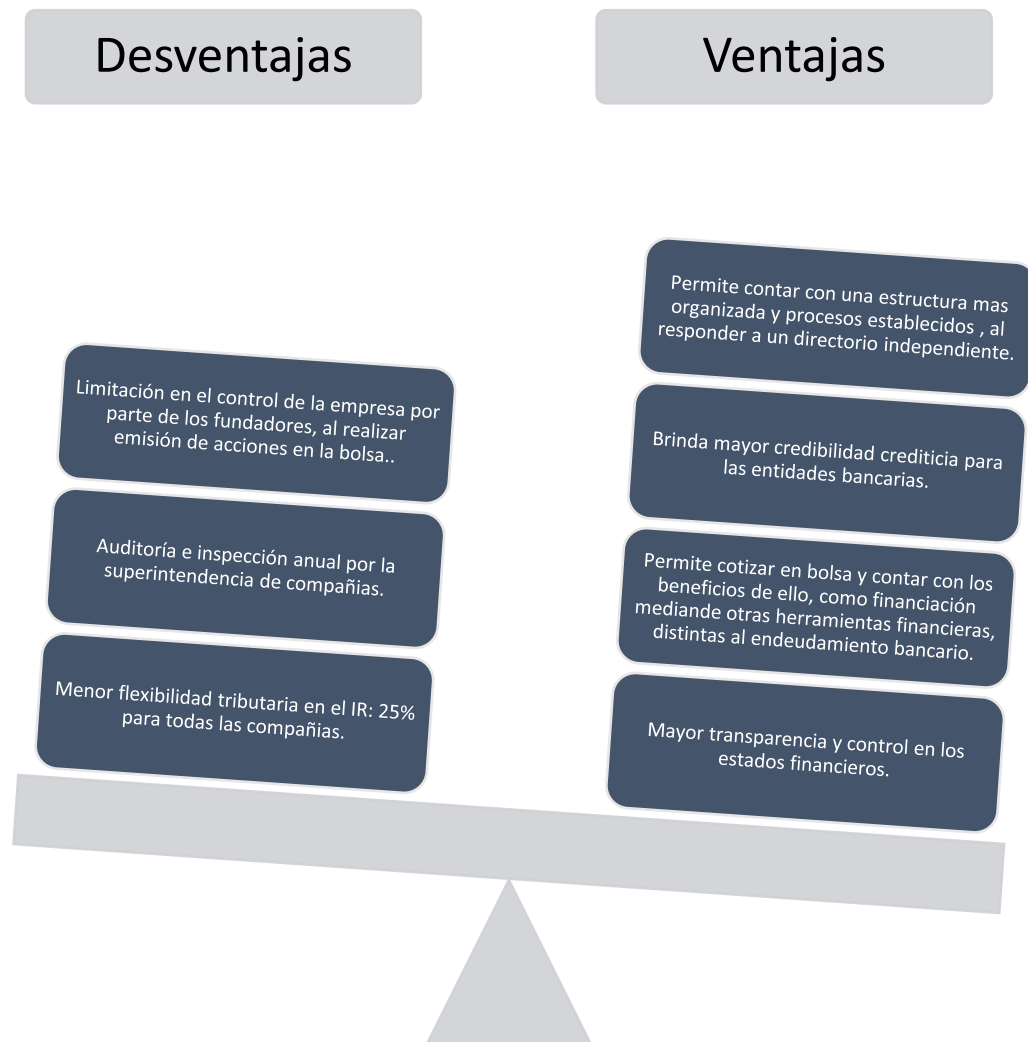 Desventajas
Limitación en el control de la empresa por
parte de los fundadores, al realizar
emisión de acciones en la bolsa..
Auditoría e inspección anual por la
superintendencia de compañias.
Menor flexibilidad tributaria en el IR: 25%
para todas las compañias.
Ventajas
Permite contar con una estructura mas
organizada y procesos establecidos , al
responder a un directorio independiente.
Brinda mayor credibilidad crediticia para
las entidades bancarias.
Permite cotizar en bolsa y contar con los
beneficios de ello, como financiación
mediande otras herramientas financieras,
distintas al endeudamiento bancario.
Mayor transparencia y control en los
estados financieros.